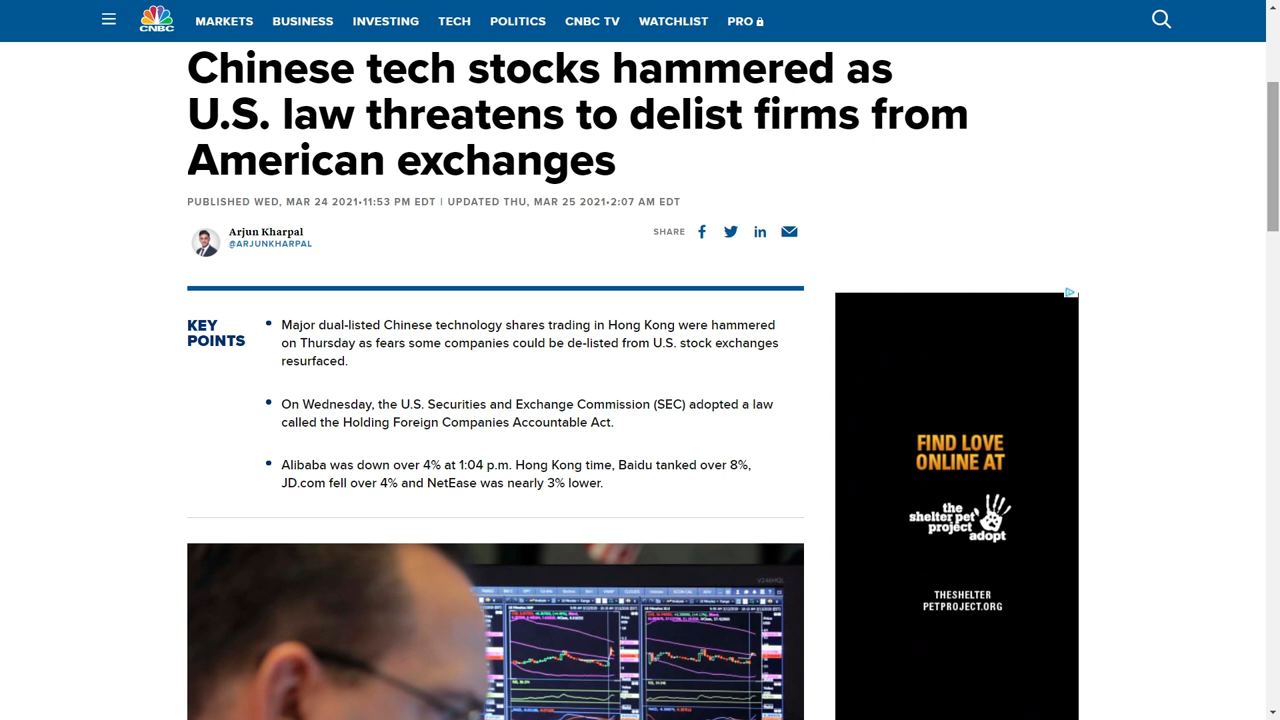 CNBC
MARKETS BUSINESS INVESTING TECH POLITICS CNBC TV WATCHLIST PRO
Chinese tech stocks hammered as
U.S. law threatens to delist firms from
American exchanges
PUBLISHED WED, MAR 24 2021•11:53 PM EDT | UPDATED THU, MAR 25 2021•2:07 AM EDT
Arjun Kharpal
@ARJUNKHARPAL
SHARE
KEY
POINTS
• Major dual-listed Chinese technology shares trading in Hong Kong were hammered
on Thursday as fears some companies could be de-listed from U.S. stock exchanges
resurfaced.
• On Wednesday, the U.S. Securities and Exchange Commission (SEC) adopted a law
called the Holding Foreign Companies Accountable Act.
• Alibaba was down over 4% at 1:04 p.m. Hong Kong time, Baidu tanked over 8%,
JD.com fell over 4% and NetEase was nearly 3% lower.
FIND LOVE
ONLINE AT
the
shelter pet
project
adopt
THESHELTER
PETPROJECT.ORG